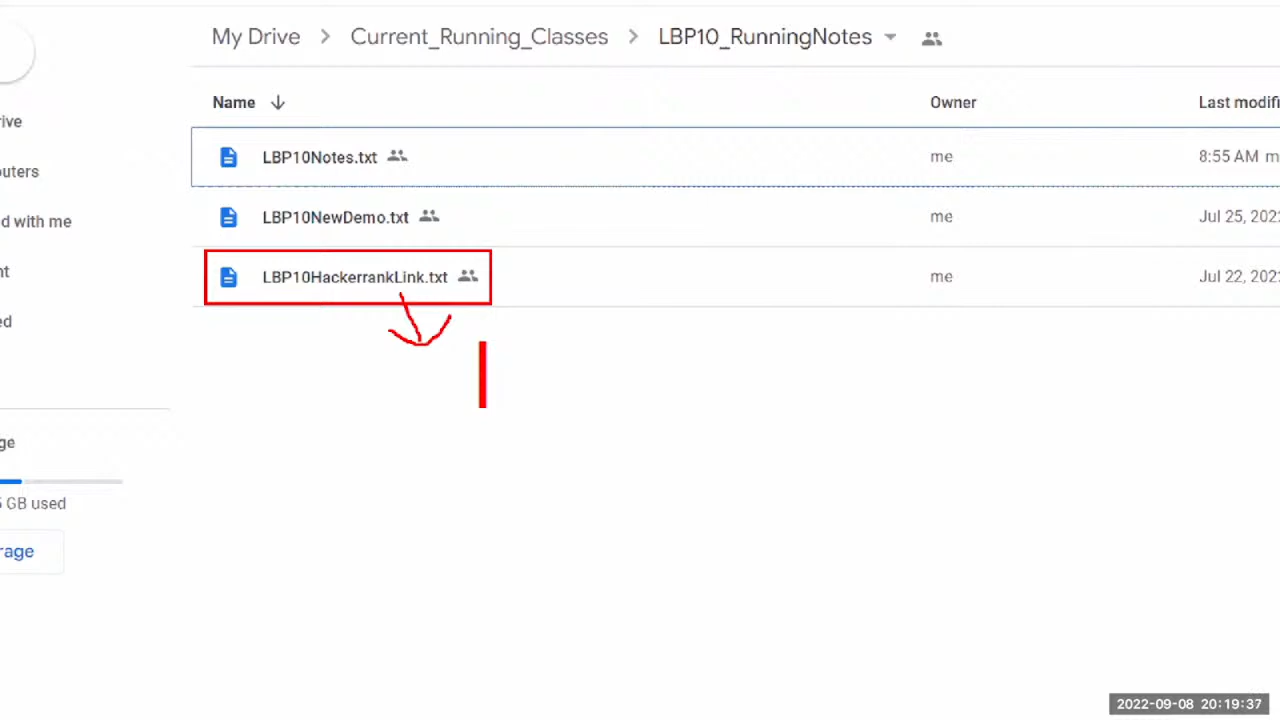 My Drive > Current_Running_Classes > LBP10_RunningNotes
Name Owner Last modifi
rive
LBP10Notes.txt me 8:55 AM m
outers
LBP10NewDemo.txt me Jul 25, 202
d with me
nt
LBP10HackerrankLink.txt me Jul 22, 202
ed
ge
GB used
rage
2022-09-08 20:19:37